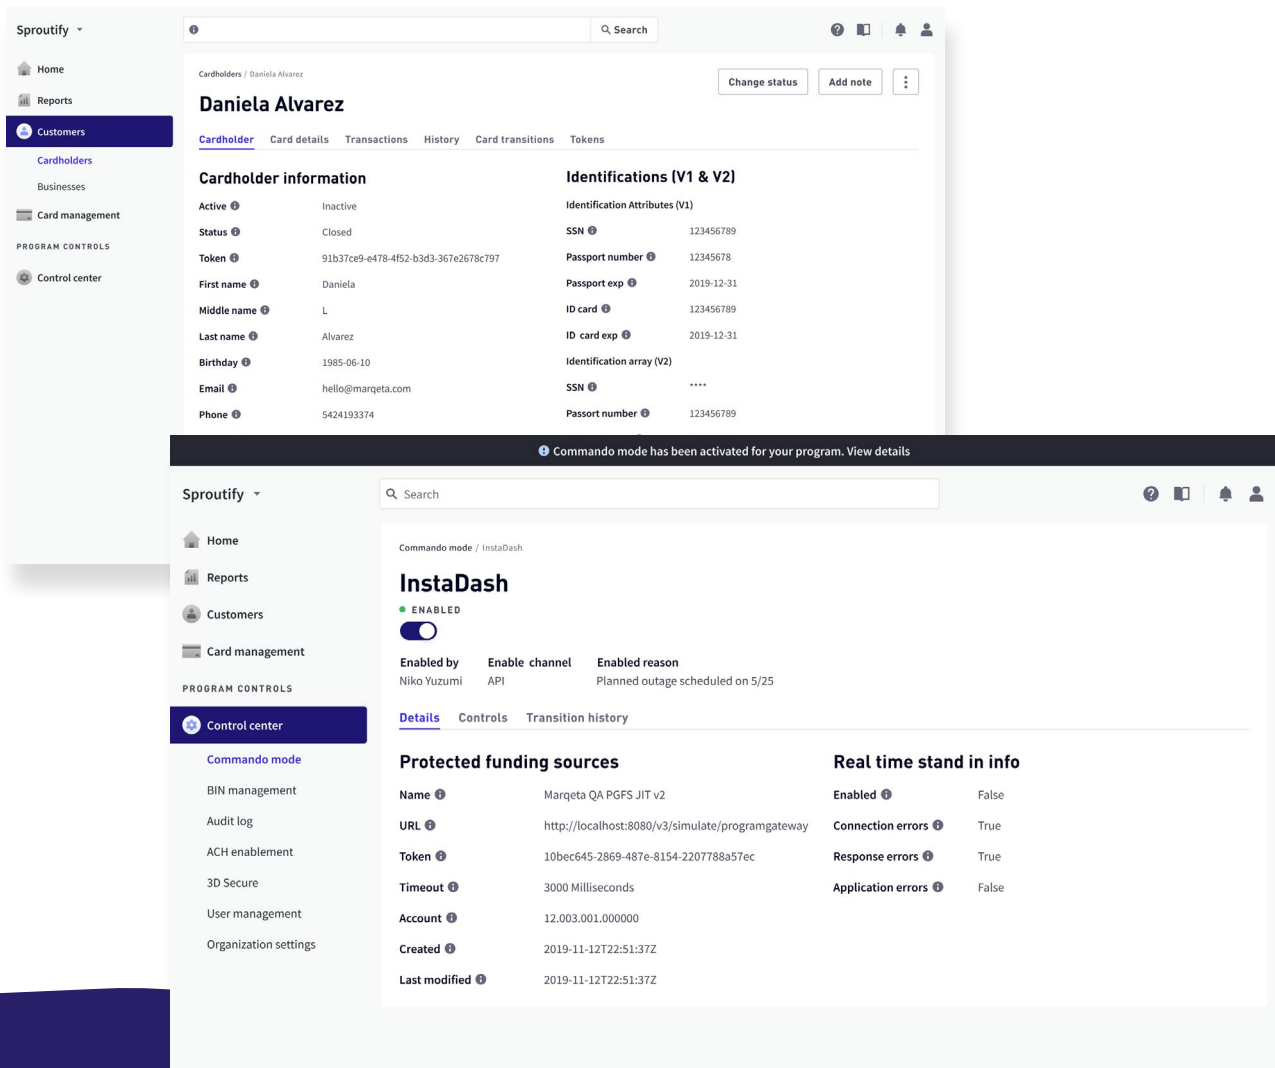 Sproutify
Search
Home
Reports
Customers
Cardholders
Businesses
Card management
PROGRAM CONTROLS
Control center
Cardholders / Daniela Alvarez
Change status
Add note
Daniela Alvarez
Cardholder Card details Transactions History Card transitions Tokens
Cardholder information
Active Inactive
Status Closed
Token 91b37ce9-e478-4f52-b3d3-367e2678c797
First name Daniela
Middle name L
Last name Alvarez
Birthday 1985-06-10
Email hello@marqeta.com
Phone 5424193374
Identifications (V1 & V2)
Identification Attributes (V1)
SSN 123456789
Passport number 12345678
Passport exp 2019-12-31
ID card 123456789
ID card exp 2019-12-31
Identification array (V2)
SSN ****
Passort number 123456789
Commando mode has been activated for your program. View details
Sproutify
Search
Home
Reports
Customers
Card management
PROGRAM CONTROLS
Control center
Commando mode
BIN management
Audit log
ACH enablement
3D Secure
User management
Organization settings
Commando mode / InstaDash
InstaDash
ENABLED
Enabled by Enable channel Enabled reason
Niko Yuzumi API Planned outage scheduled on 5/25
Details Controls Transition history
Protected funding sources
Name Marqeta QA PGFS JIT v2
URL http://localhost:8080/v3/simulate/programgateway
Token 10bec645-2869-487e-8154-2207788a57ec
Timeout 3000 Milliseconds
Account 12.003.001.000000
Created 2019-11-12T22:51:37Z
Last modified 2019-11-12T22:51:37Z
Real time stand in info
Enabled False
Connection errors True
Response errors True
Application errors False